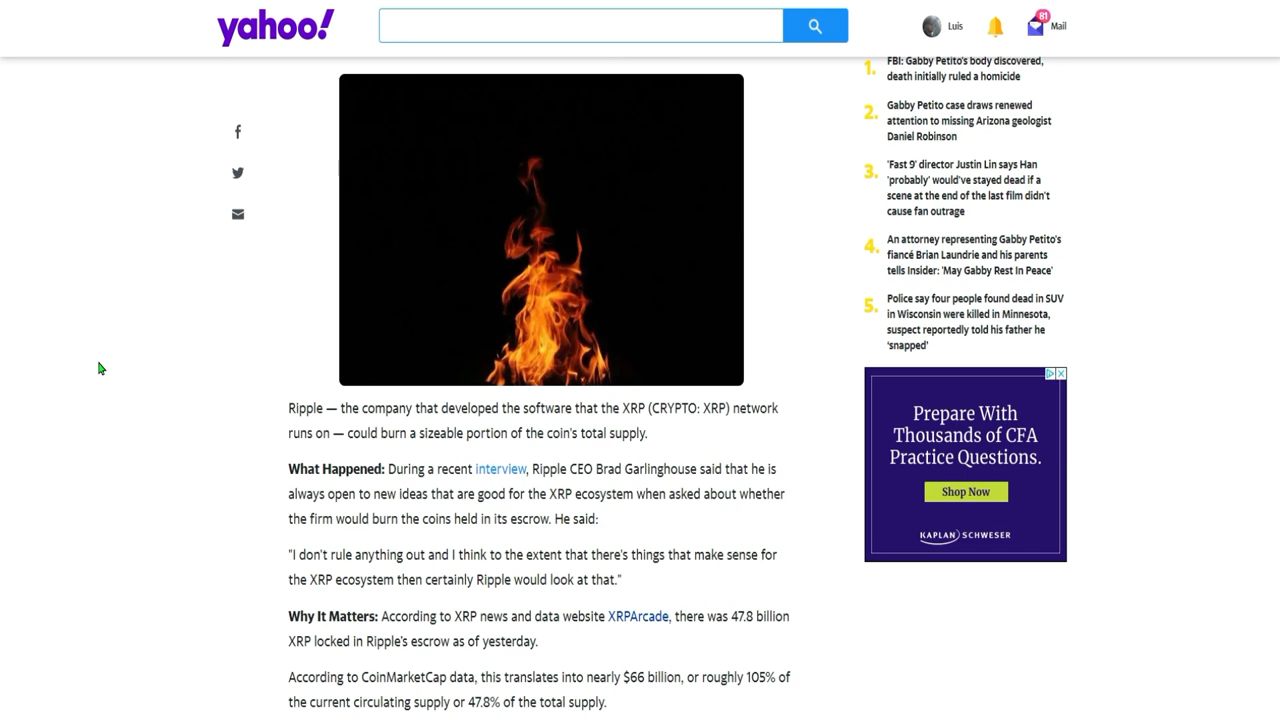 yahoo!
Luis
81
Mail
1. FBI: Gabby Petito's body discovered,
death initially ruled a homicide
2. Gabby Petito case draws renewed
attention to missing Arizona geologist
Daniel Robinson
3. 'Fast 9' director Justin Lin says Han
'probably' would've stayed dead if a
scene at the end of the last film didn't
cause fan outrage
4. An attorney representing Gabby Petito's
fiancé Brian Laundrie and his parents
tells Insider: 'May Gabby Rest In Peace'
5. Police say four people found dead in SUV
in Wisconsin were killed in Minnesota,
suspect reportedly told his father he
'snapped'
Prepare With
Thousands of CFA
Practice Questions.
Shop Now
KAPLAN SCHWESER
Ripple — the company that developed the software that the XRP (CRYPTO: XRP) network
runs on — could burn a sizeable portion of the coin's total supply.
What Happened: During a recent interview, Ripple CEO Brad Garlinghouse said that he is
always open to new ideas that are good for the XRP ecosystem when asked about whether
the firm would burn the coins held in its escrow. He said:
"I don't rule anything out and I think to the extent that there's things that make sense for
the XRP ecosystem then certainly Ripple would look at that."
Why It Matters: According to XRP news and data website XRPArcade, there was 47.8 billion
XRP locked in Ripple's escrow as of yesterday.
According to CoinMarketCap data, this translates into nearly $66 billion, or roughly 105% of
the current circulating supply or 47.8% of the total supply.